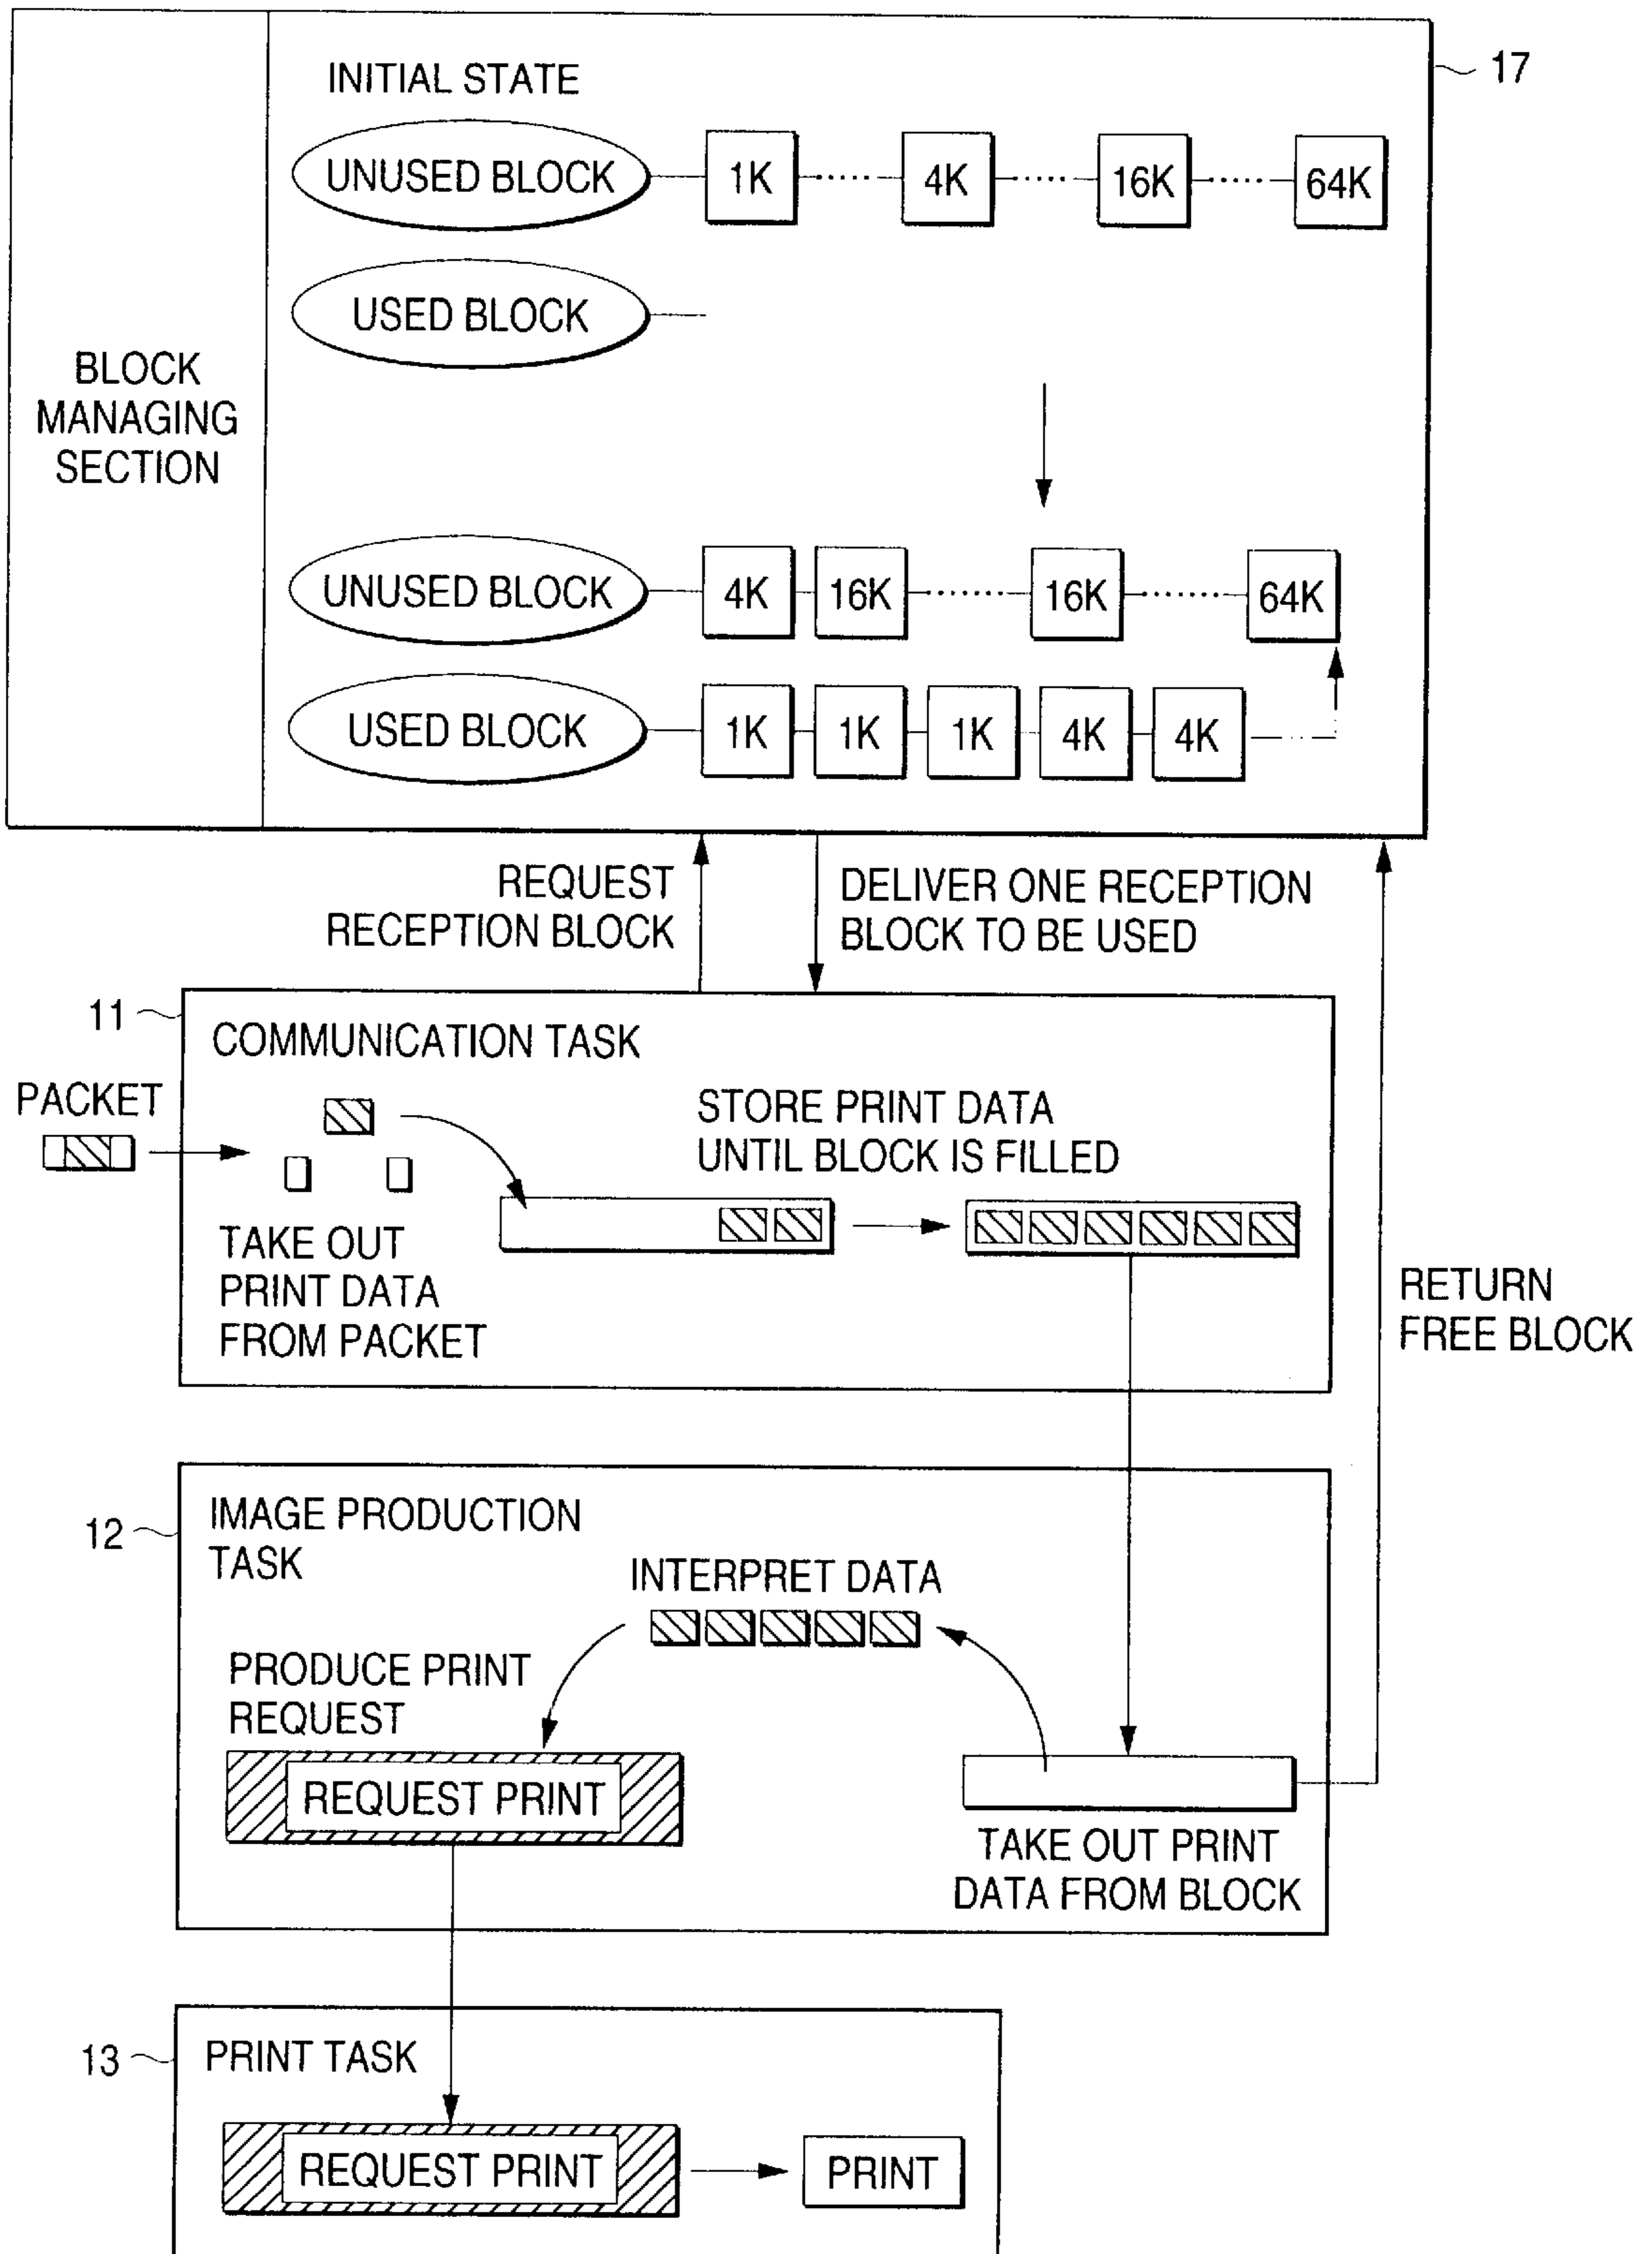 INITIAL STATE
17
UNUSED BLOCK
1K
4K
16K
64K
USED BLOCK
BLOCK
MANAGING
SECTION
UNUSED BLOCK
4K
16K
16K
64K
USED BLOCK
1K
1K
1K
4K
4K
REQUEST
RECEPTION BLOCK
DELIVER ONE RECEPTION
BLOCK TO BE USED
11
COMMUNICATION TASK
PACKET
STORE PRINT DATA
UNTIL BLOCK IS FILLED
TAKE OUT
PRINT DATA
FROM PACKET
RETURN
FREE BLOCK
12
IMAGE PRODUCTION
TASK
INTERPRET DATA
PRODUCE PRINT
REQUEST
REQUEST PRINT
TAKE OUT PRINT
DATA FROM BLOCK
13
PRINT TASK
REQUEST PRINT
PRINT